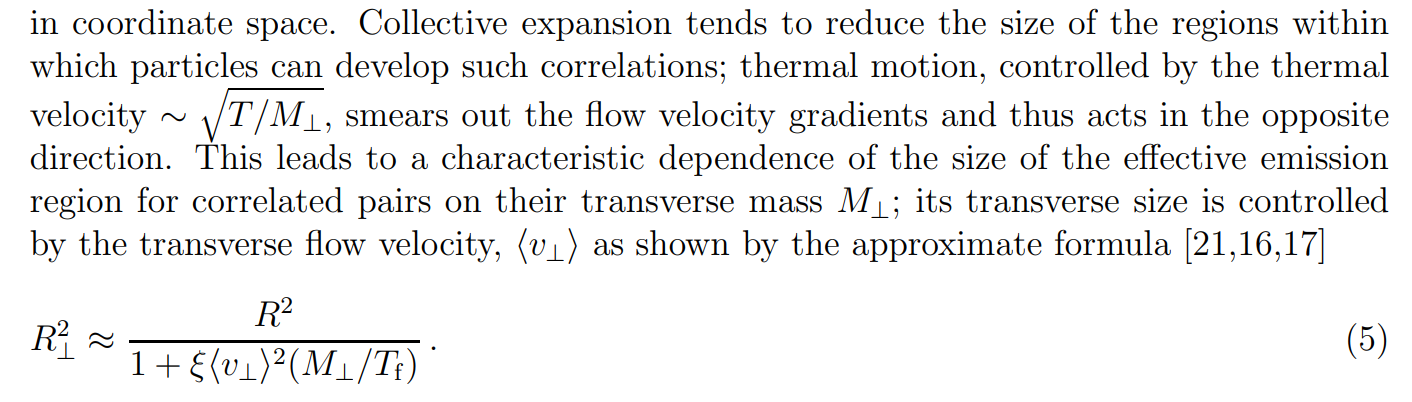 in coordinate space. Collective expansion tends to reduce the size of the regions within
which particles can develop such correlations; thermal motion, controlled by the thermal
velocity ∼ √(T/M⊥), smears out the flow velocity gradients and thus acts in the opposite
direction. This leads to a characteristic dependence of the size of the effective emission
region for correlated pairs on their transverse mass M⊥; its transverse size is controlled
by the transverse flow velocity, ⟨v⊥⟩ as shown by the approximate formula [21,16,17]
R⊥² ≈ R² / (1 + ξ⟨v⊥⟩²(M⊥/T_f)) . (5)